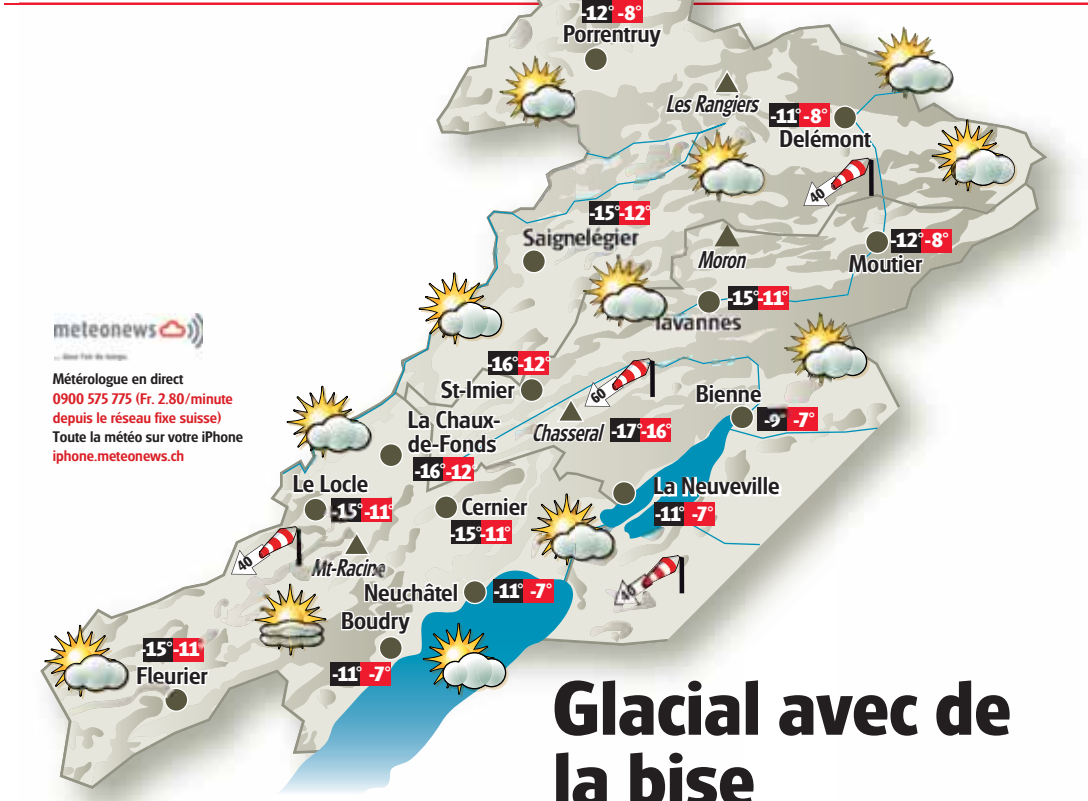 -12° -8°
Porrentruy
Les Rangiers
-11° -8°
Delémont
40
-15° -12°
Saignelégier
Moron
-12° -8°
Moutier
-15° -11°
Tavannes
meteonews
Météorologue en direct
0900 575 775 (Fr. 2.80/minute
depuis le réseau fixe suisse)
Toute la météo sur votre iPhone
iphone.meteonews.ch
-16° -12°
St-Imier
60
Chasseral -17° -16°
Bienne
-9° -7°
La Chaux-
de-Fonds
-16° -12°
Le Locle
-15° -11°
Cernier
-15° -11°
La Neuveville
-11° -7°
40
Mt-Racine
Neuchâtel -11° -7°
40
Boudry
-11° -7°
-15° -11°
Fleurier
Glacial avec de
la bise